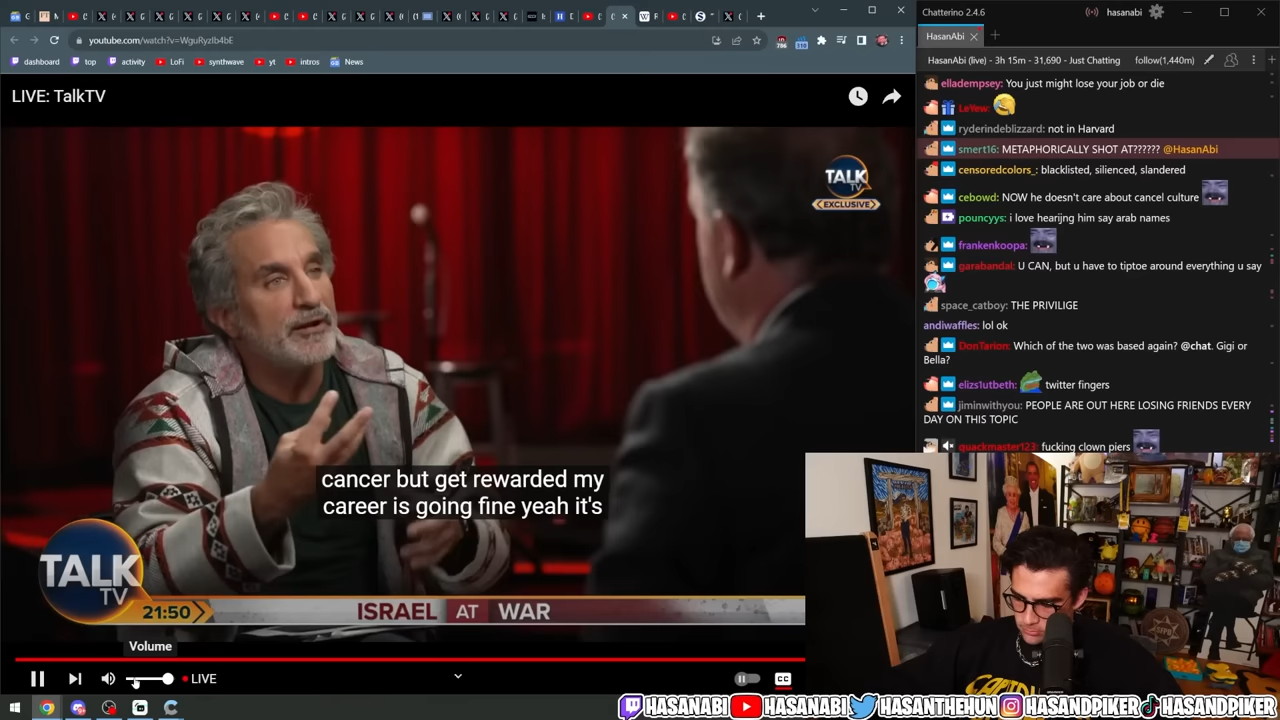 Chatterino 2.4.6
hasanabi
youtube.com/watch?v=WguRyzIb4bE
HasanAbi
dashboard
top
activity
LoFi
synthwave
yt
intros
News
HasanAbi (live) - 3h 15m - 31,690 - Just Chatting
follow(1,440m)
LIVE: TalkTV
elladempsey: You just might lose your job or die
LeYew:
ryderindeblizzard: not in Harvard
smert16: METAPHORICALLY SHOT AT?????? @HasanAbi
censoredcolors_: blacklisted, silienced, slandered
cebowd: NOW he doesn't care about cancel culture
pouncyys: i love hearijng him say arab names
frankenkoopa:
garabandal: U CAN, but u have to tiptoe around everything u say
space_catboy: THE PRIVILIGE
andiwaffles: lol ok
DonTarion: Which of the two was based again? @chat. Gigi or
Bella?
elizs1utbeth: twitter fingers
jiminwithyou: PEOPLE ARE OUT HERE LOSING FRIENDS EVERY
DAY ON THIS TOPIC
quackmaster123: fucking clown piers
TALK
TV
EXCLUSIVE
cancer but get rewarded my
career is going fine yeah it's
TALK
TV
21:50
ISRAEL AT WAR
Volume
LIVE
CC
HASANABI
HASANABI
HASANTHEHUN
HASANDPIKER
HASANDPIKER